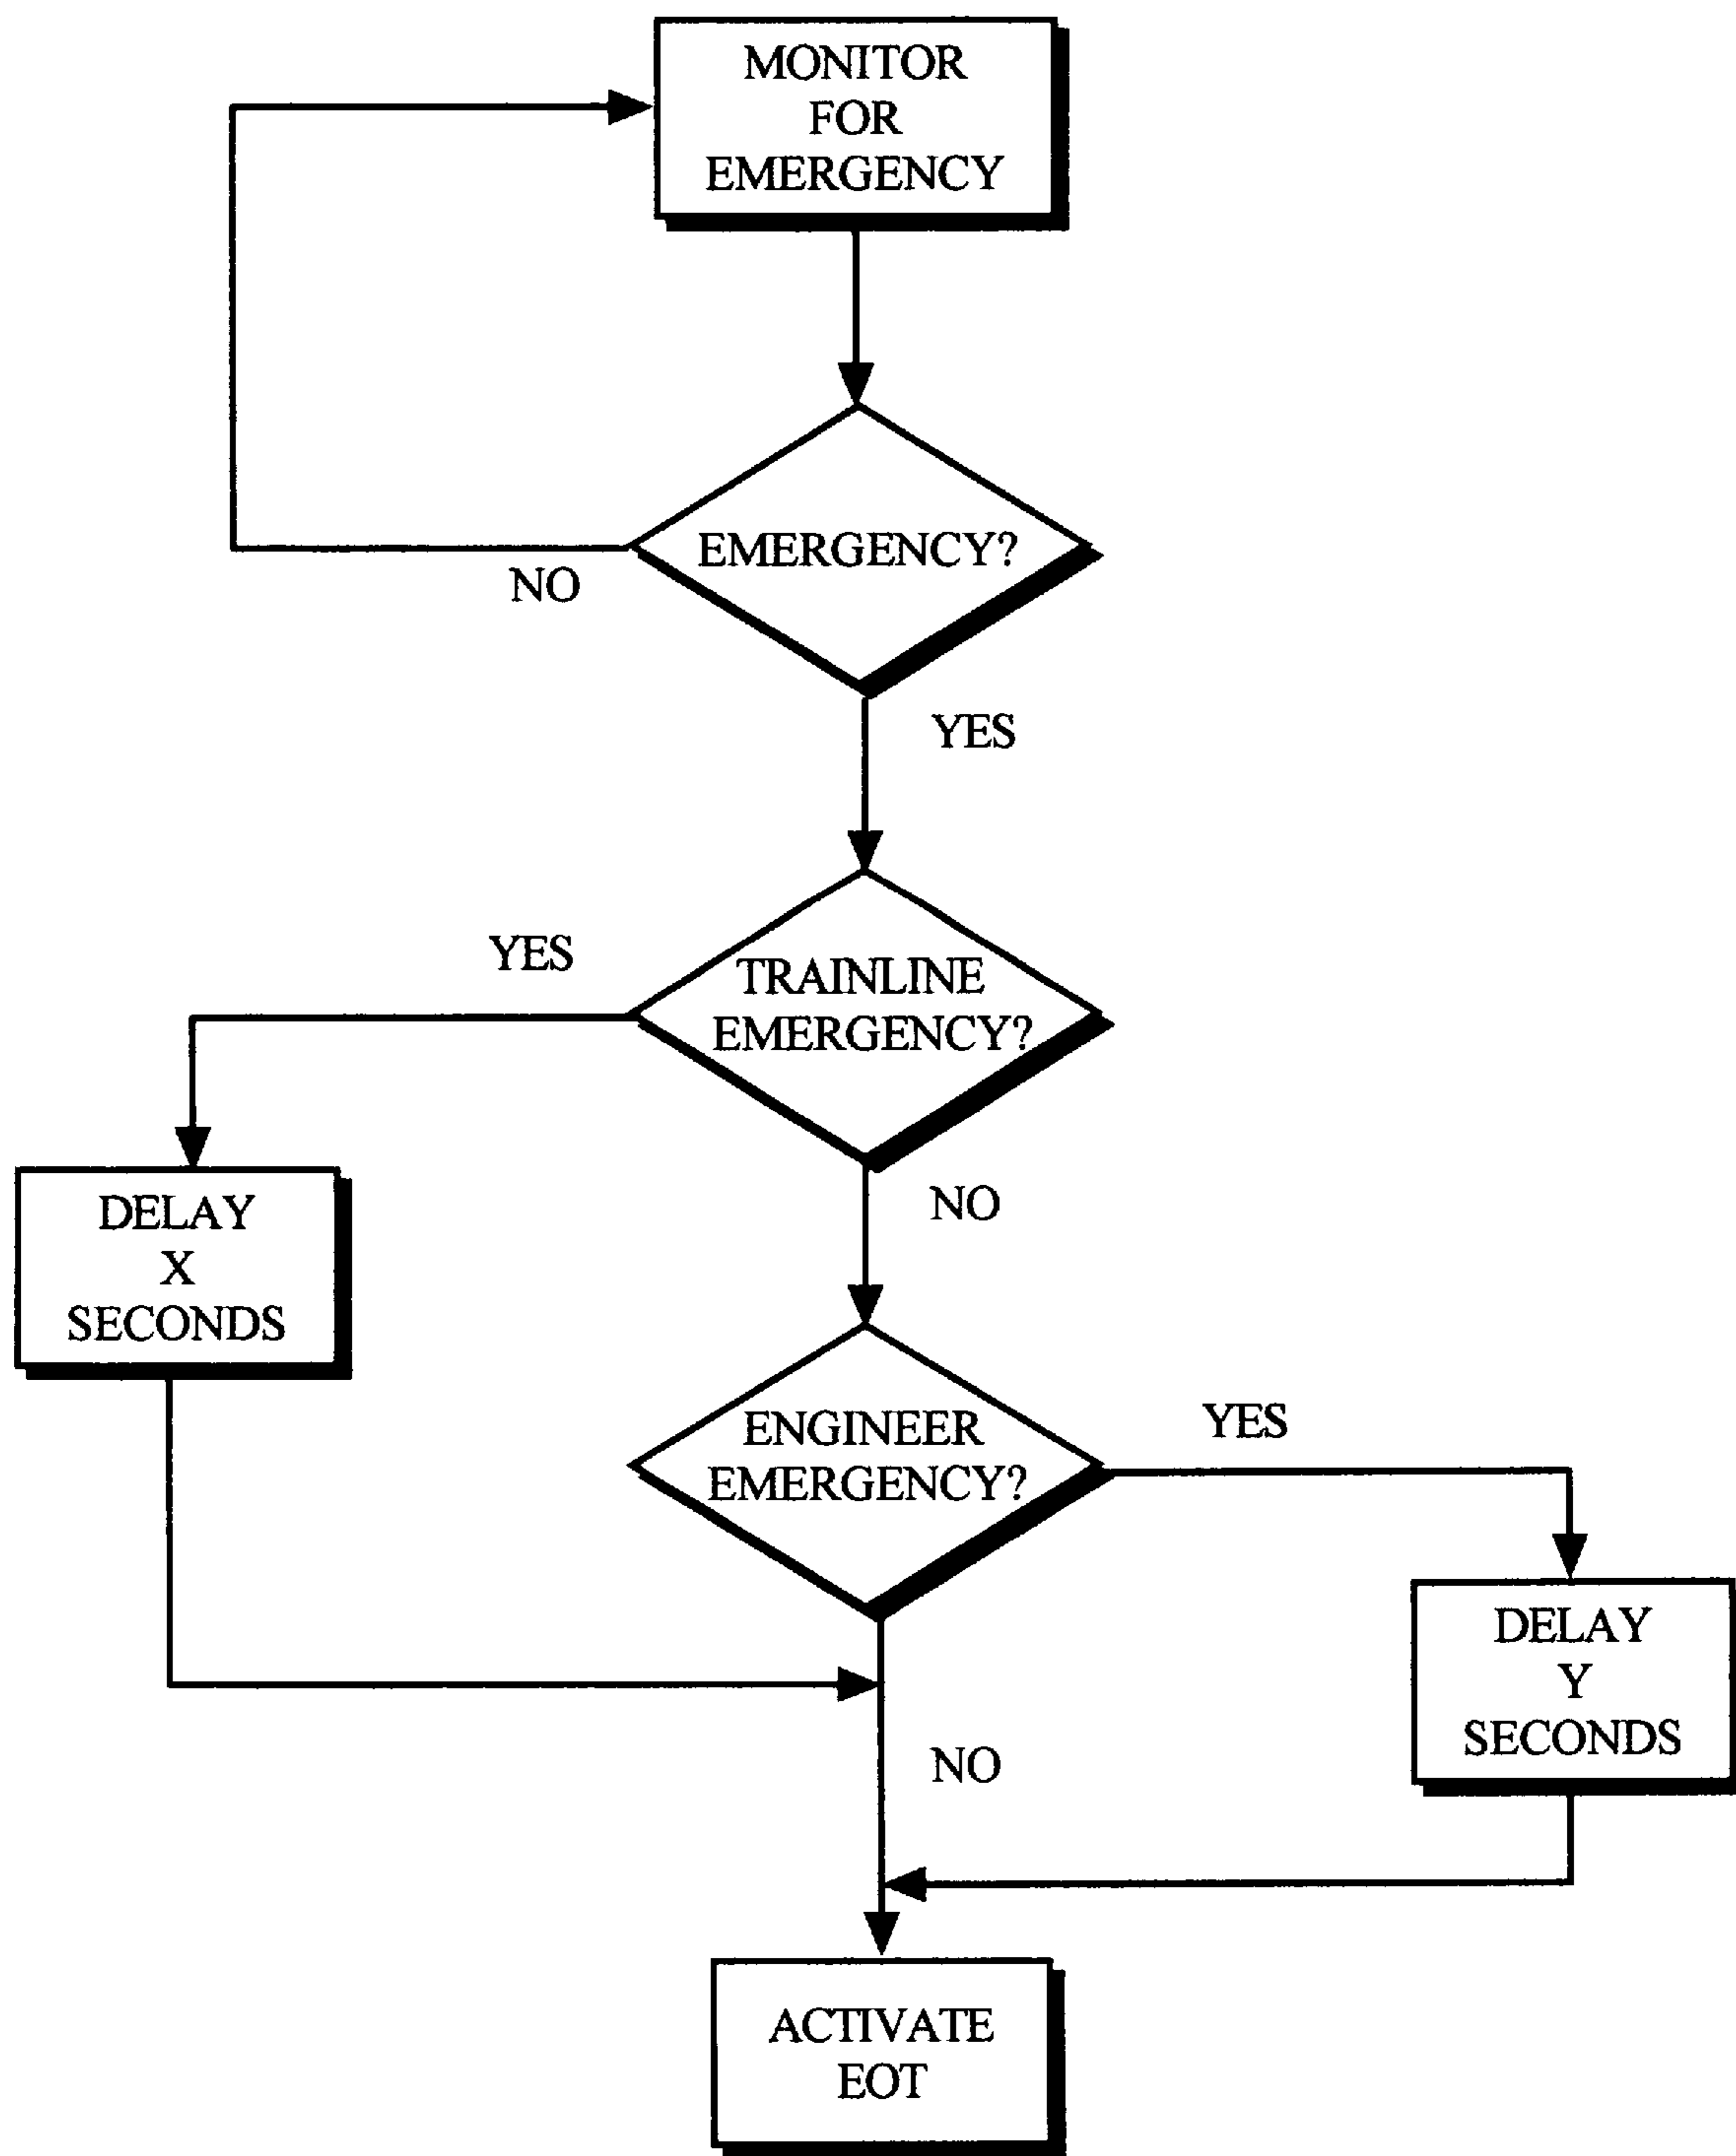 MONITOR
FOR
EMERGENCY
EMERGENCY?
NO
YES
YES
TRAINLINE
EMERGENCY?
NO
DELAY
X
SECONDS
ENGINEER
EMERGENCY?
YES
DELAY
Y
SECONDS
NO
ACTIVATE
EOT